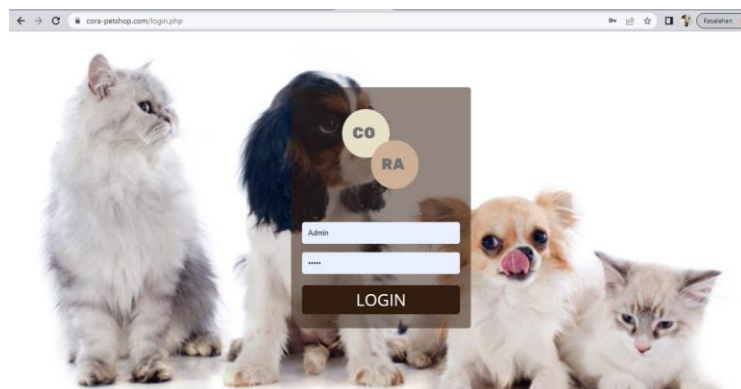 cora-petshop.com/login.php
Kesalahan
CO
RA
Admin
•••••
LOGIN